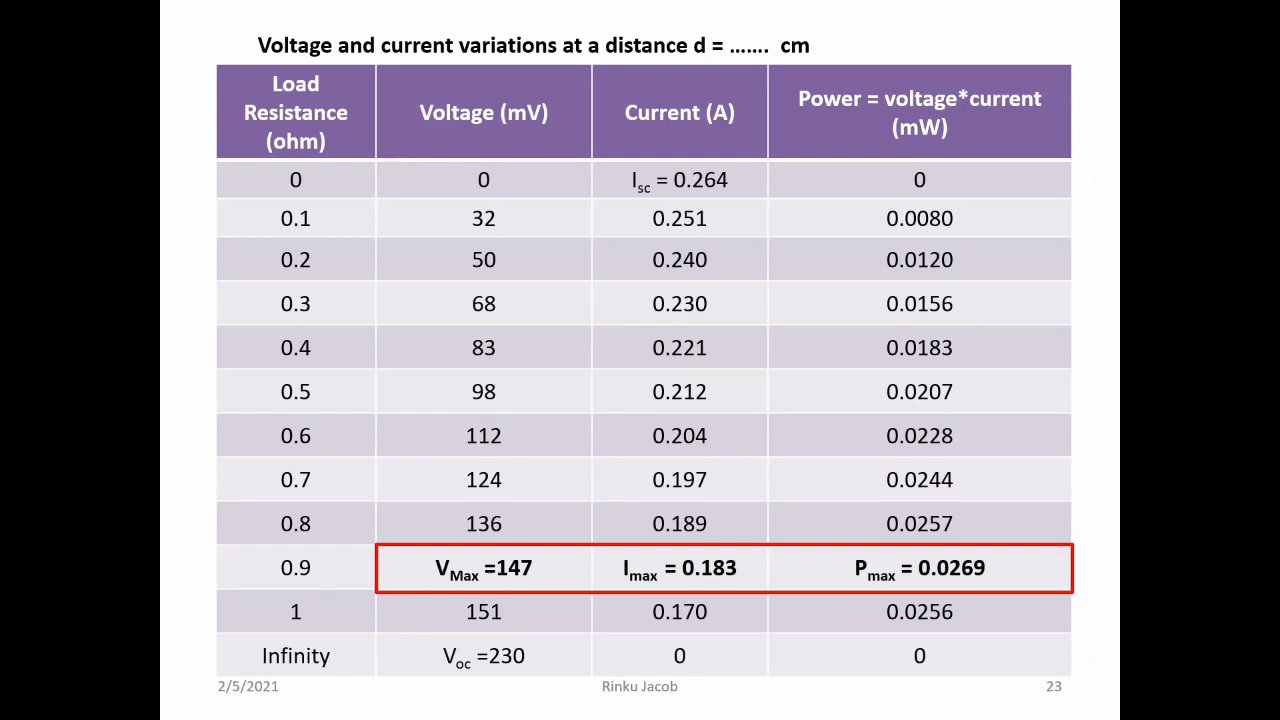 Voltage and current variations at a distance d = ……. cm
Load Resistance (ohm) Voltage (mV) Current (A) Power = voltage*current (mW)
0 0 Isc = 0.264 0
0.1 32 0.251 0.0080
0.2 50 0.240 0.0120
0.3 68 0.230 0.0156
0.4 83 0.221 0.0183
0.5 98 0.212 0.0207
0.6 112 0.204 0.0228
0.7 124 0.197 0.0244
0.8 136 0.189 0.0257
0.9 VMax =147 Imax = 0.183 Pmax = 0.0269
1 151 0.170 0.0256
Infinity Voc =230 0 0
2/5/2021 Rinku Jacob 23